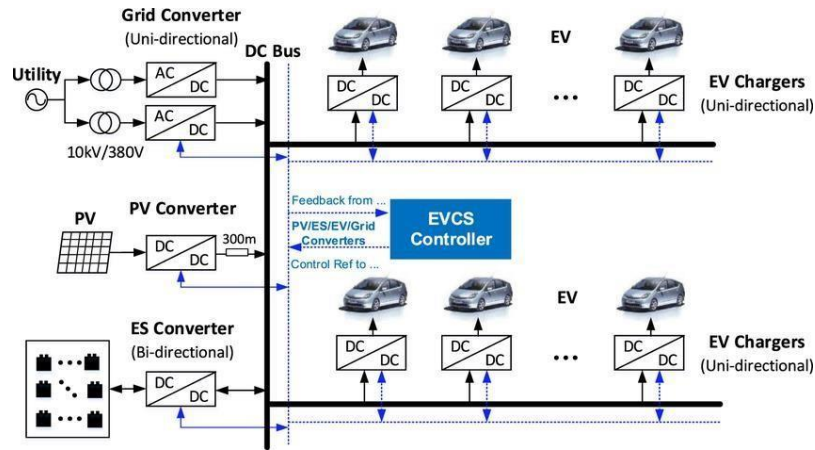 Grid Converter
(Uni-directional)
DC Bus
EV
Utility
AC
DC
AC
DC
10kV/380V
DC
DC
DC
DC
DC
DC
EV Chargers
(Uni-directional)
Feedback from ...
PV/ES/EV/Grid
Converters
Control Ref to ...
EVCS
Controller
PV
PV Converter
DC
DC
300m
EV
ES Converter
(Bi-directional)
DC
DC
DC
DC
DC
DC
DC
DC
EV Chargers
(Uni-directional)